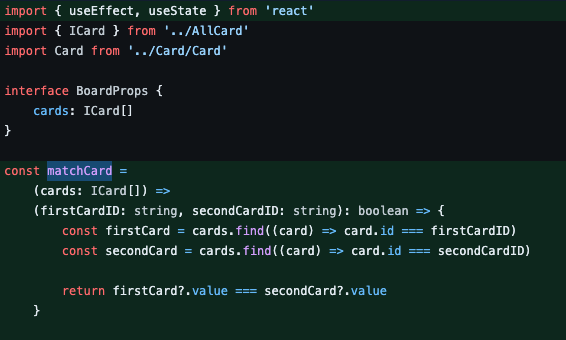 import { useEffect, useState } from 'react'
import { ICard } from '../AllCard'
import Card from '../Card/Card'
interface BoardProps {
cards: ICard[]
}
const matchCard =
(cards: ICard[]) =>
(firstCardID: string, secondCardID: string): boolean => {
const firstCard = cards.find((card) => card.id === firstCardID)
const secondCard = cards.find((card) => card.id === secondCardID)
return firstCard?.value === secondCard?.value
}